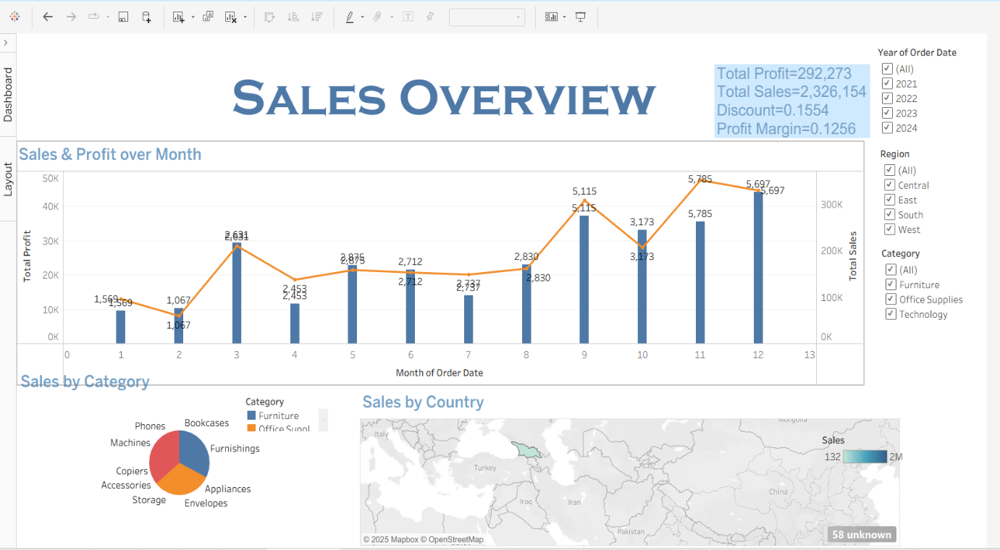 Dashboard
Layout
SALES OVERVIEW
Total Profit=292,273
Total Sales=2,326,154
Discount=0.1554
Profit Margin=0.1256
Year of Order Date
(All)
2021
2022
2023
2024
Region
(All)
Central
East
South
West
Category
(All)
Furniture
Office Supplies
Technology
Sales & Profit over Month
Total Profit
50K
40K
30K
20K
10K
0K
1,569
1,569
1,067
1,067
2,631
2,631
2,453
2,453
2,875
2,875
2,712
2,712
2,737
2,737
2,830
2,830
5,115
5,115
3,173
3,173
5,785
5,785
5,697
5,697
300K
200K
100K
0K
Total Sales
0 1 2 3 4 5 6 7 8 9 10 11 12 13
Month of Order Date
Sales by Category
Category
Furniture
Office Suppl
Phones
Bookcases
Machines
Furnishings
Copiers
Accessories
Appliances
Storage
Envelopes
Sales by Country
Mongolia
Italy
Sales
132 2M
Turkey
China
Iraq
Iran
Pakistan
58 unknown
© 2025 Mapbox © OpenStreetMap